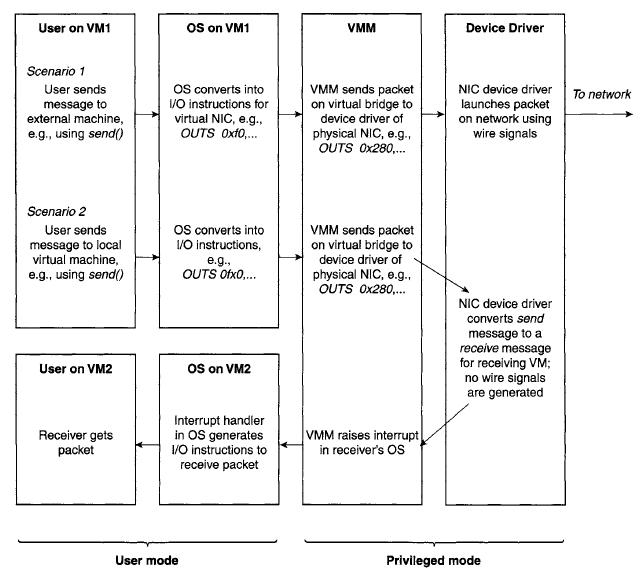 User on VM1
OS on VM1
VMM
Device Driver
Scenario 1
User sends
message to
external machine,
e.g., using send()
OS converts into
I/O instructions for
virtual NIC, e.g.,
OUTS 0xf0,...
VMM sends packet
on virtual bridge to
device driver of
physical NIC, e.g.,
OUTS 0x280,...
NIC device driver
launches packet
on network using
wire signals
To network
Scenario 2
User sends
message to local
virtual machine,
e.g., using send()
OS converts into
I/O instructions,
e.g.,
OUTS 0fx0,...
VMM sends packet
on virtual bridge to
device driver of
physical NIC, e.g.,
OUTS 0x280,...
NIC device driver
converts send
message to a
receive message
for receiving VM;
no wire signals
are generated
User on VM2
OS on VM2
Receiver gets
packet
Interrupt handler
in OS generates
I/O instructions to
receive packet
VMM raises interrupt
in receiver's OS
User mode
Privileged mode